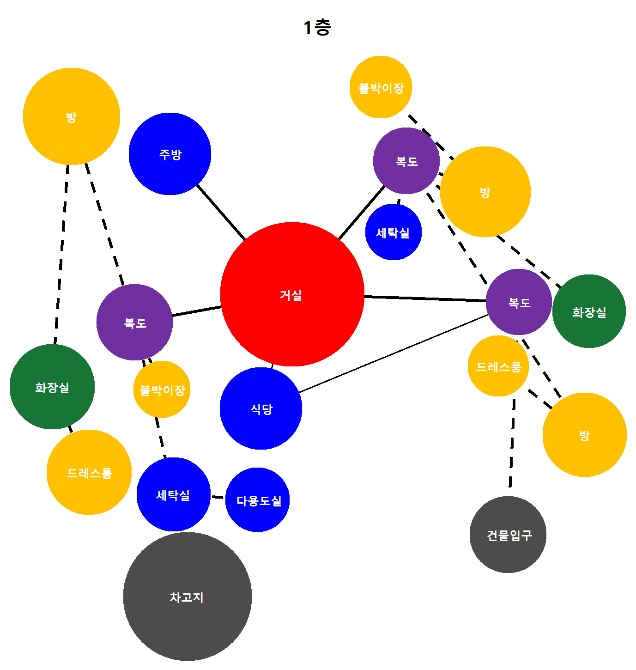 1층
붙박이장
방
주방
복도
방
세탁실
거실
복도
화장실
복도
드레스룸
화장실
붙박이장
식당
방
드레스룸
세탁실
다용도실
건물입구
차고지